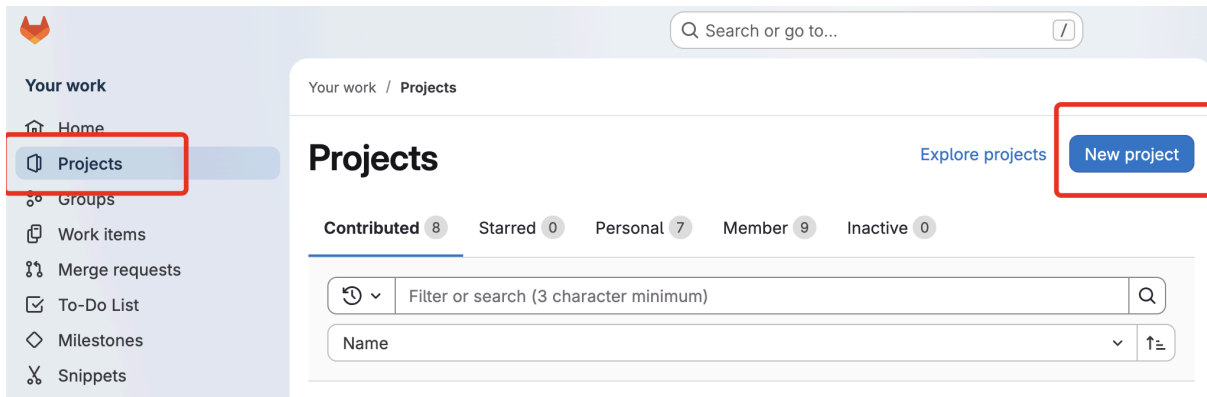 Search or go to... /
Your work
Home
Projects
Groups
Work items
Merge requests
To-Do List
Milestones
Snippets
Your work / Projects
Projects
Explore projects
New project
Contributed 8 Starred 0 Personal 7 Member 9 Inactive 0
Filter or search (3 character minimum)
Name